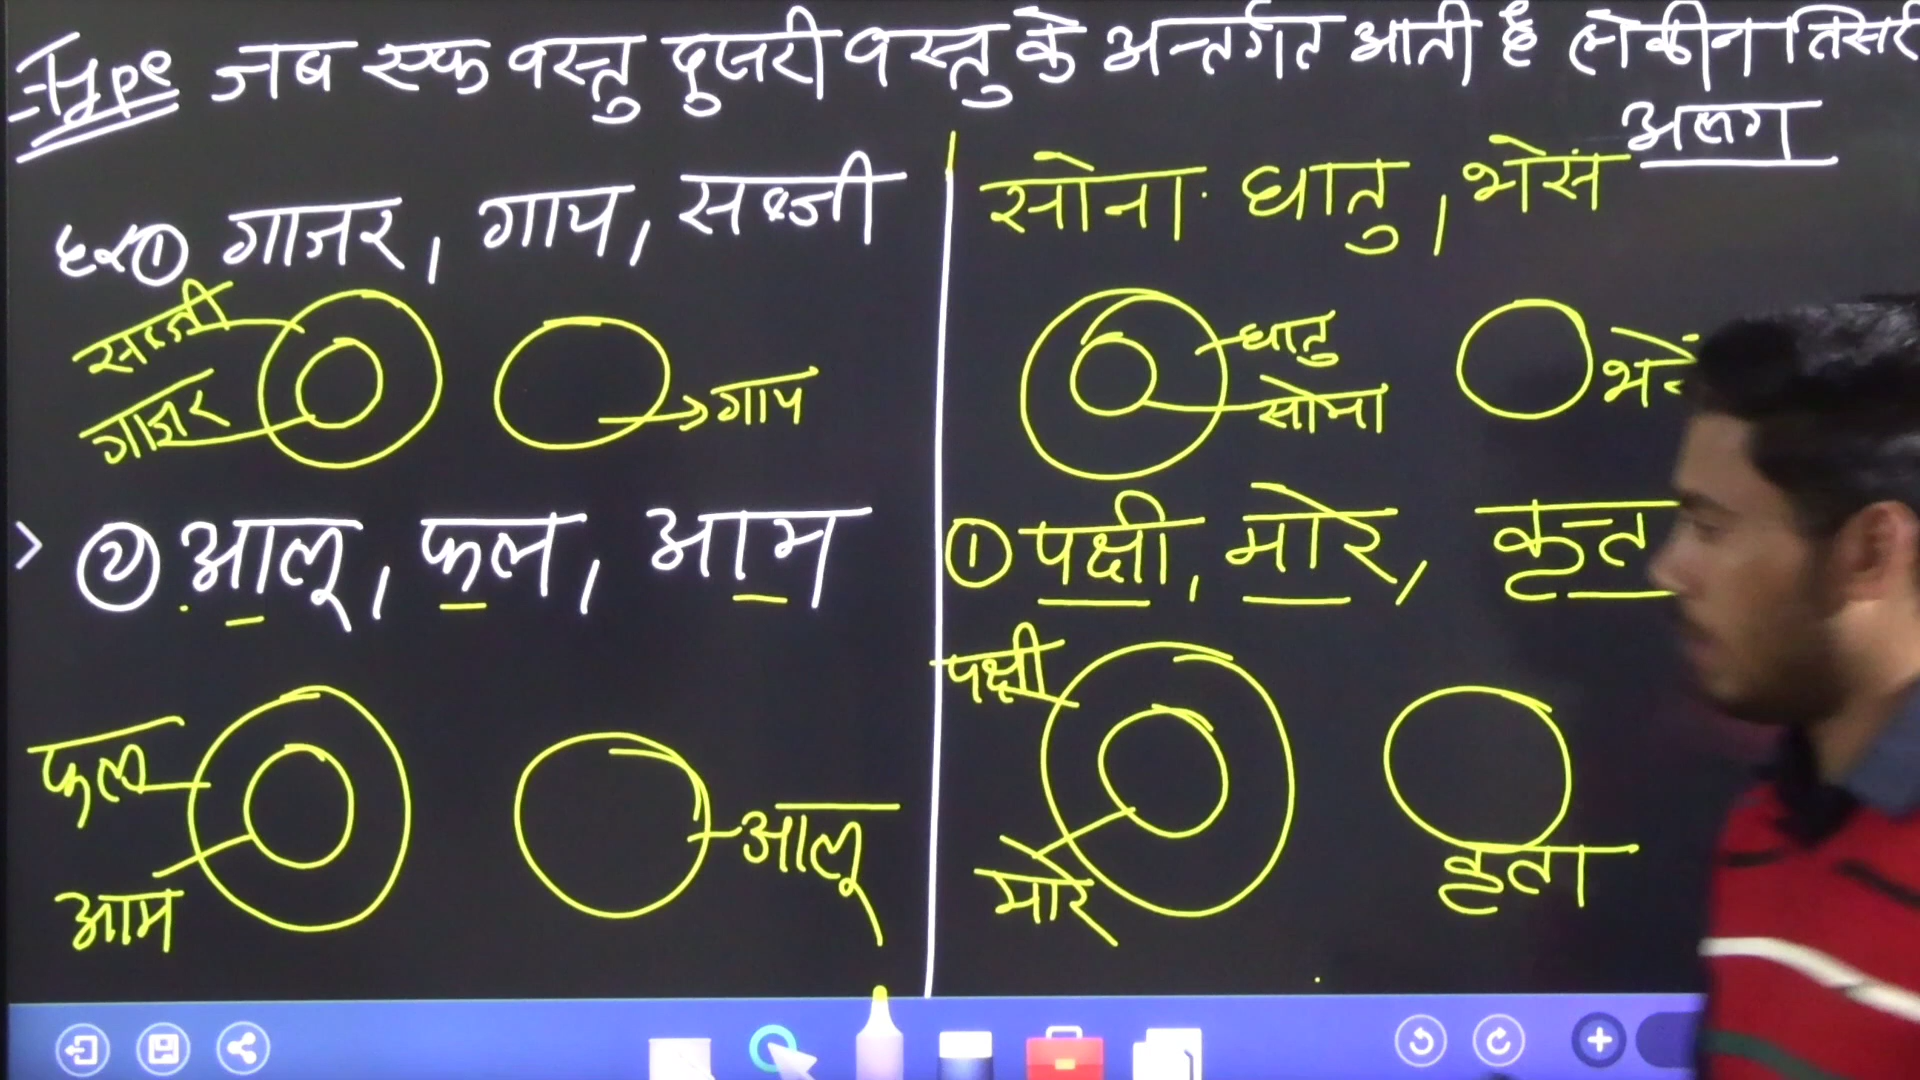 Type जब एक वस्तु दुसरी वस्तु के अन्तर्गत आती है लेकीन तिसरी
अलग
① गाजर, गाय, सब्जी
सब्जी
गाजर
गाय
② आलू, फल, आम
फल
आम
आलू
सोना धातु, भैंस
धातु
सोना
① पक्षी, मोर,
पक्षी
मोर